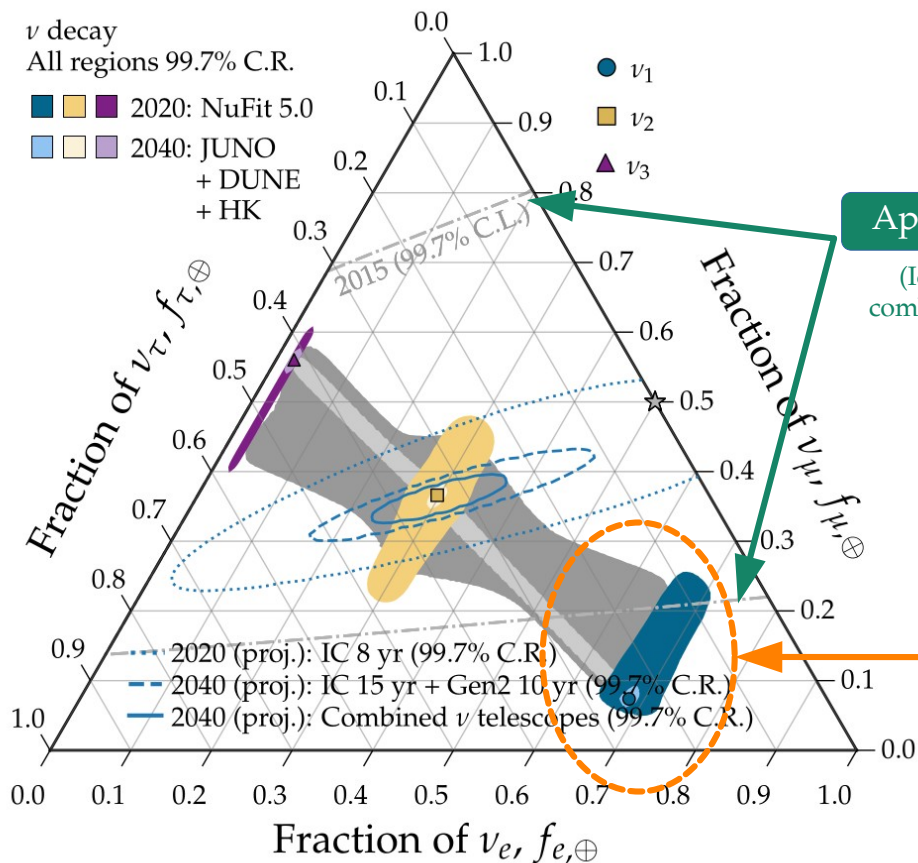 ν decay
All regions 99.7% C.R.
2020: NuFit 5.0
2040: JUNO
+ DUNE
+ HK
ν1
ν2
ν3
0.0
0.1
0.2
0.3
0.4
0.5
0.6
0.7
0.8
0.9
1.0
Fraction of ντ, fτ,⊕
1.0
0.9
0.8
0.7
0.6
0.5
0.4
0.3
0.2
0.1
0.0
Fraction of νμ, fμ,⊕
2015 (99.7% C.L.)
Ap
(I
com
2020 (proj.): IC 8 yr (99.7% C.R.)
2040 (proj.): IC 15 yr + Gen2 10 yr (99.7% C.R.)
2040 (proj.): Combined ν telescopes (99.7% C.R.)
0.0
0.1
0.2
0.3
0.4
0.5
0.6
0.7
0.8
0.9
1.0
Fraction of νe, fe,⊕